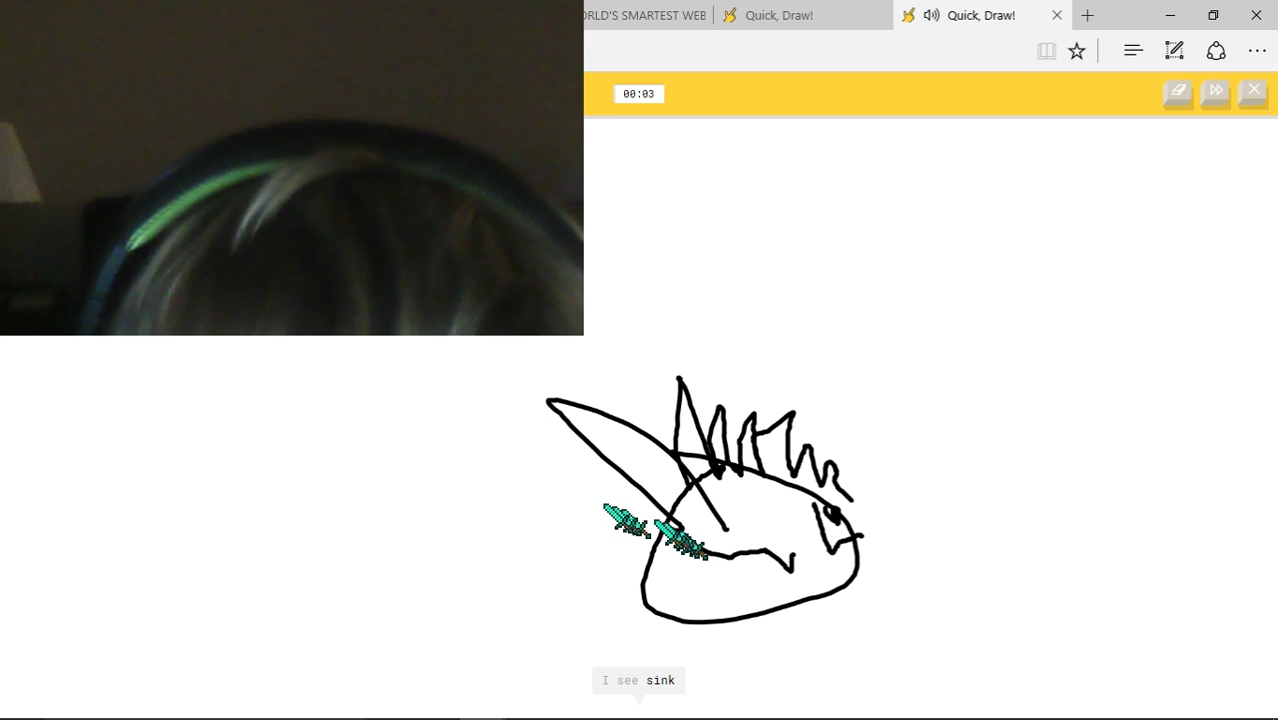 ORLD'S SMARTEST WEB
Quick, Draw!
Quick, Draw!
00:03
I see sink